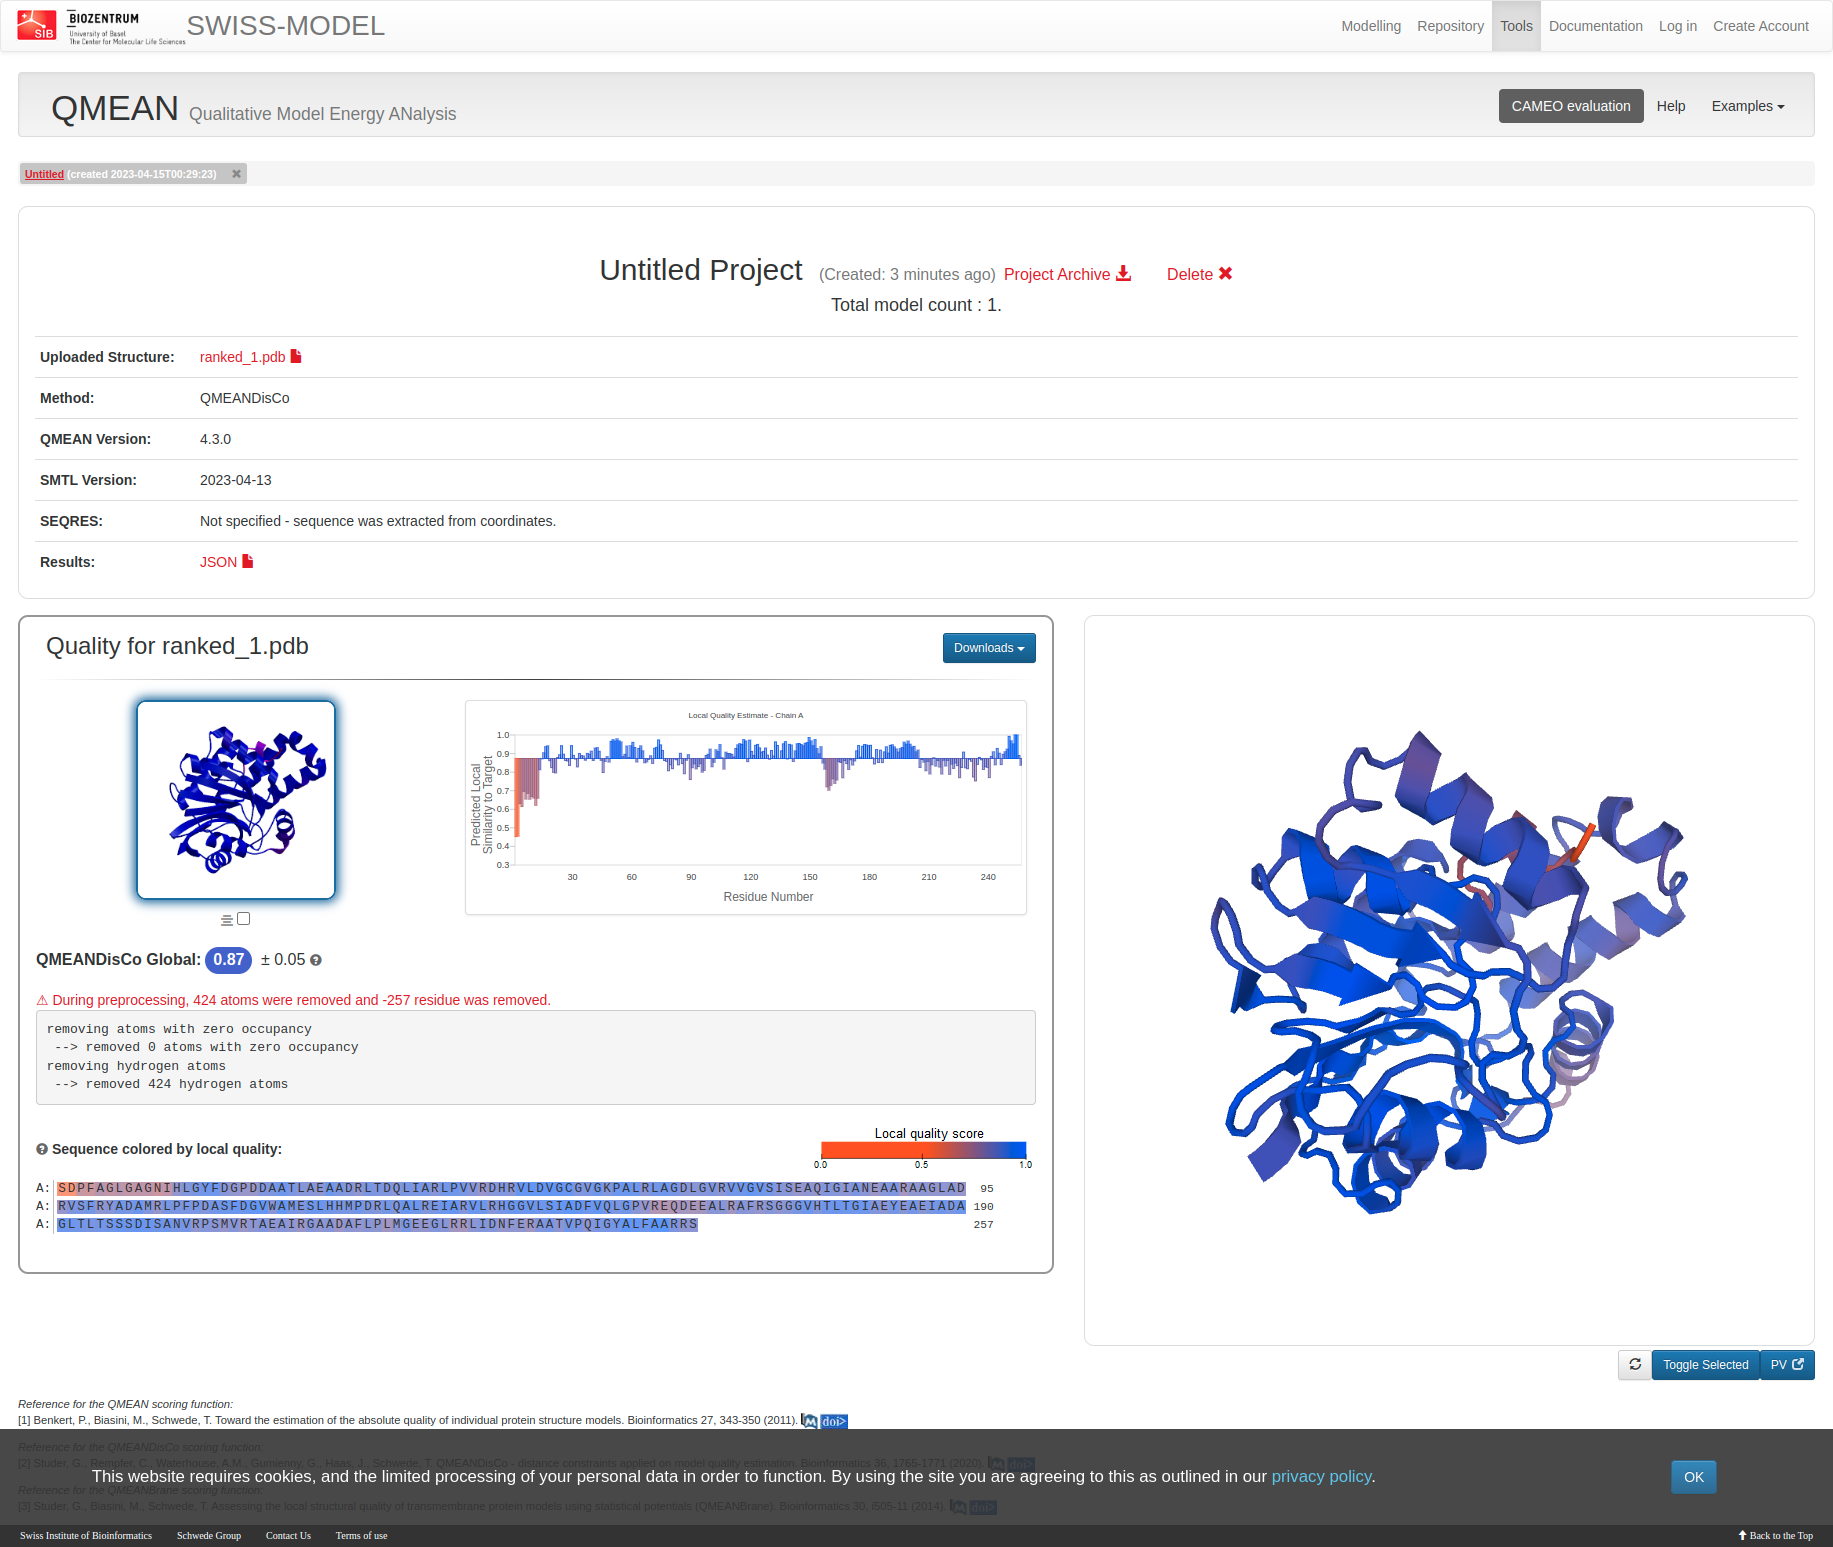 SIB
BIOZENTRUM
University of Basel
The Center for Molecular Life Sciences
SWISS-MODEL
Modelling Repository Tools Documentation Log in Create Account
QMEAN Qualitative Model Energy ANalysis
CAMEO evaluation Help Examples
Untitled (created 2023-04-15T00:29:23)
Untitled Project (Created: 3 minutes ago) Project Archive Delete
Total model count : 1.
Uploaded Structure: ranked_1.pdb
Method: QMEANDisCo
QMEAN Version: 4.3.0
SMTL Version: 2023-04-13
SEQRES: Not specified - sequence was extracted from coordinates.
Results: JSON
Quality for ranked_1.pdb
Downloads
Local Quality Estimate - Chain A
Predicted Local
Similarity to Target
1.0
0.9
0.8
0.7
0.6
0.5
0.4
0.3
30 60 90 120 150 180 210 240
Residue Number
QMEANDisCo Global: 0.87 ± 0.05
⚠ During preprocessing, 424 atoms were removed and -257 residue was removed.
removing atoms with zero occupancy
--> removed 0 atoms with zero occupancy
removing hydrogen atoms
--> removed 424 hydrogen atoms
Sequence colored by local quality:
Local quality score
0.0 0.5 1.0
A: SDPFAGLGAGNIHLGYFDGPDDAATLAEAADRLTDQLIARLPVVRDHRVLDVGCGVGKPALRLAGDLGVRVVGVSISEAQIGIANEAARAAGLAD 95
A: RVSFRYADAMRLPFPDASFDGVWAMESLHHMPDRLQALREIARVLRHGGVLSIADFVQLGPVREQDEEALRAFRSGGGVHTLTGIAEYEAEIADA 190
A: GLTLTSSSDISANVRPSMVRTAEAIRGAADAFLPLMGEEGLRRLIDNFERAATVPQIGYALFAARRS 257
Toggle Selected PV
Reference for the QMEAN scoring function:
[1] Benkert, P., Biasini, M., Schwede, T. Toward the estimation of the absolute quality of individual protein structure models. Bioinformatics 27, 343-350 (2011). doi>
Reference for the QMEANDisCo scoring function:
[2] Studer, G., Rempfer, C., Waterhouse, A.M., Gumienny, G., Haas, J., Schwede, T. QMEANDisCo - distance constraints applied on model quality estimation. Bioinformatics 36, 1765-1771 (2020). doi>
This website requires cookies, and the limited processing of your personal data in order to function. By using the site you are agreeing to this as outlined in our privacy policy.
OK
Reference for the QMEANBrane scoring function:
[3] Studer, G., Biasini, M., Schwede, T. Assessing the local structural quality of transmembrane protein models using statistical potentials (QMEANBrane). Bioinformatics 30, i505-11 (2014). doi>
Swiss Institute of Bioinformatics Schwede Group Contact Us Terms of use
Back to the Top